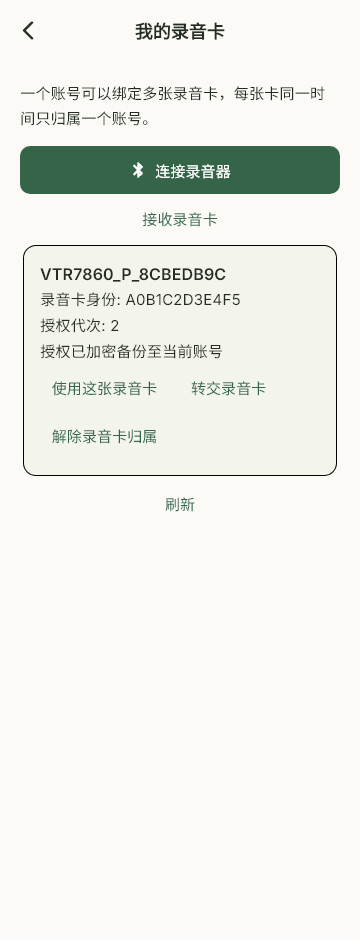 我的录音卡
一个账号可以绑定多张录音卡，每张卡同一时
间只归属一个账号。
连接录音器
接收录音卡
VTR7860_P_8CBEDB9C
录音卡身份: A0B1C2D3E4F5
授权代次: 2
授权已加密备份至当前账号
使用这张录音卡 转交录音卡
解除录音卡归属
刷新